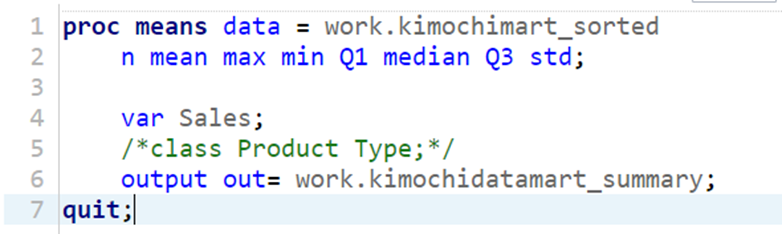 1 proc means data = work.kimochimart_sorted
2 n mean max min Q1 median Q3 std;
3
4 var Sales;
5 /*class Product Type;*/
6 output out= work.kimochidatamart_summary;
7 quit;